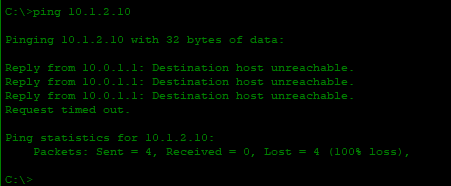 C:\>ping 10.1.2.10
Pinging 10.1.2.10 with 32 bytes of data:
Reply from 10.0.1.1: Destination host unreachable.
Reply from 10.0.1.1: Destination host unreachable.
Reply from 10.0.1.1: Destination host unreachable.
Request timed out.
Ping statistics for 10.1.2.10:
Packets: Sent = 4, Received = 0, Lost = 4 (100% loss),
C:\>